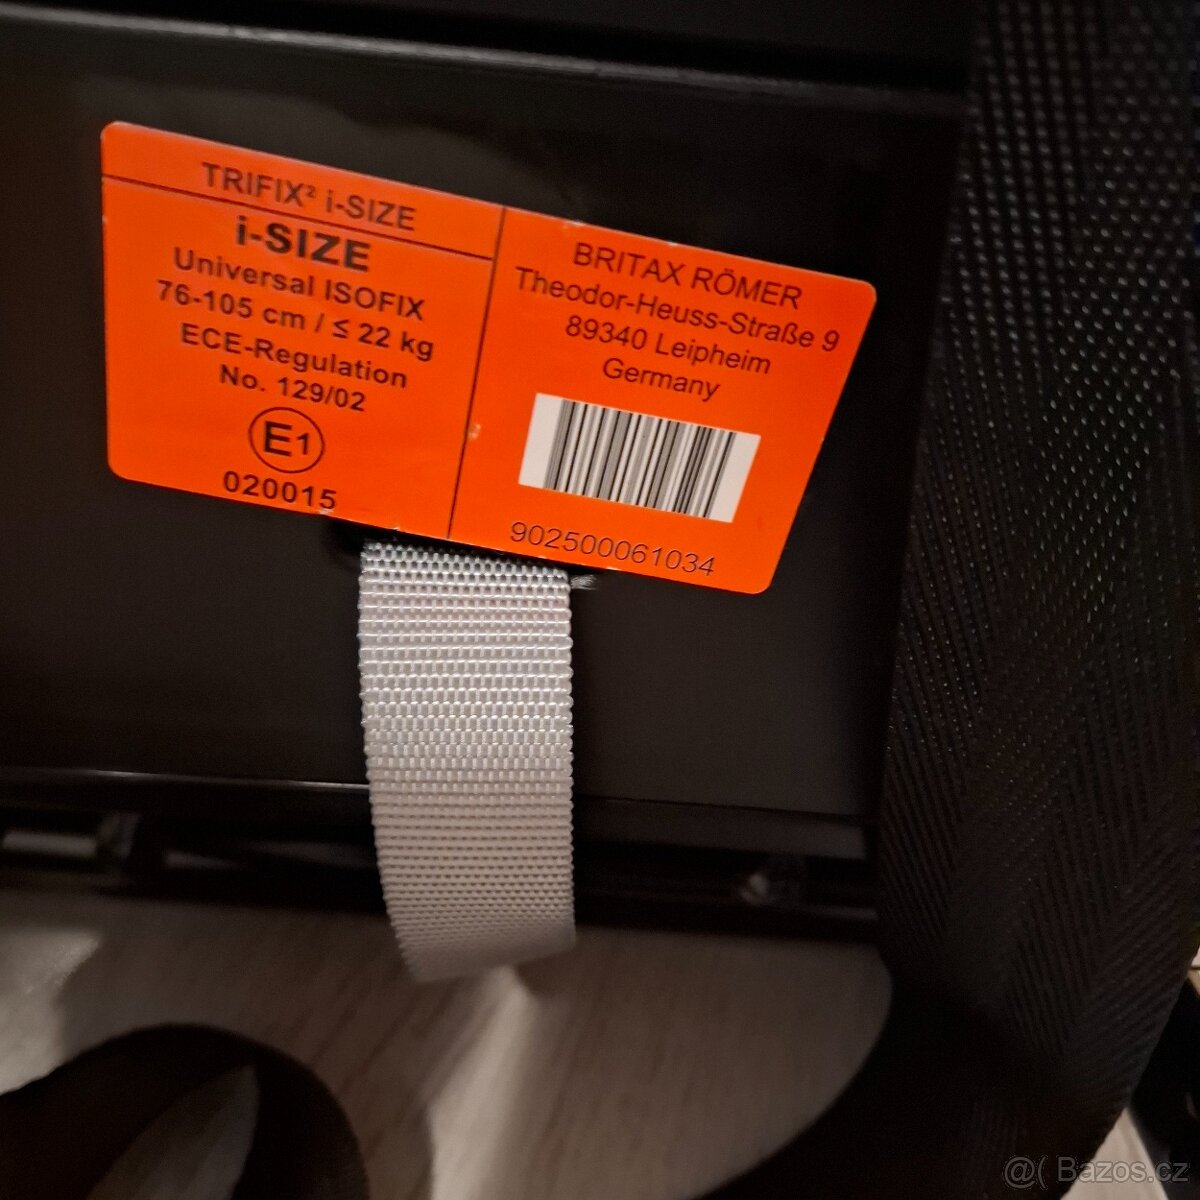 TRIFIX² i-SIZE
i-SIZE
Universal ISOFIX
76-105 cm / ≤ 22 kg
ECE-Regulation
No. 129/02
E1
020015
BRITAX RÖMER
Theodor-Heuss-Straße 9
89340 Leipheim
Germany
902500061034
@( Bazos.cz